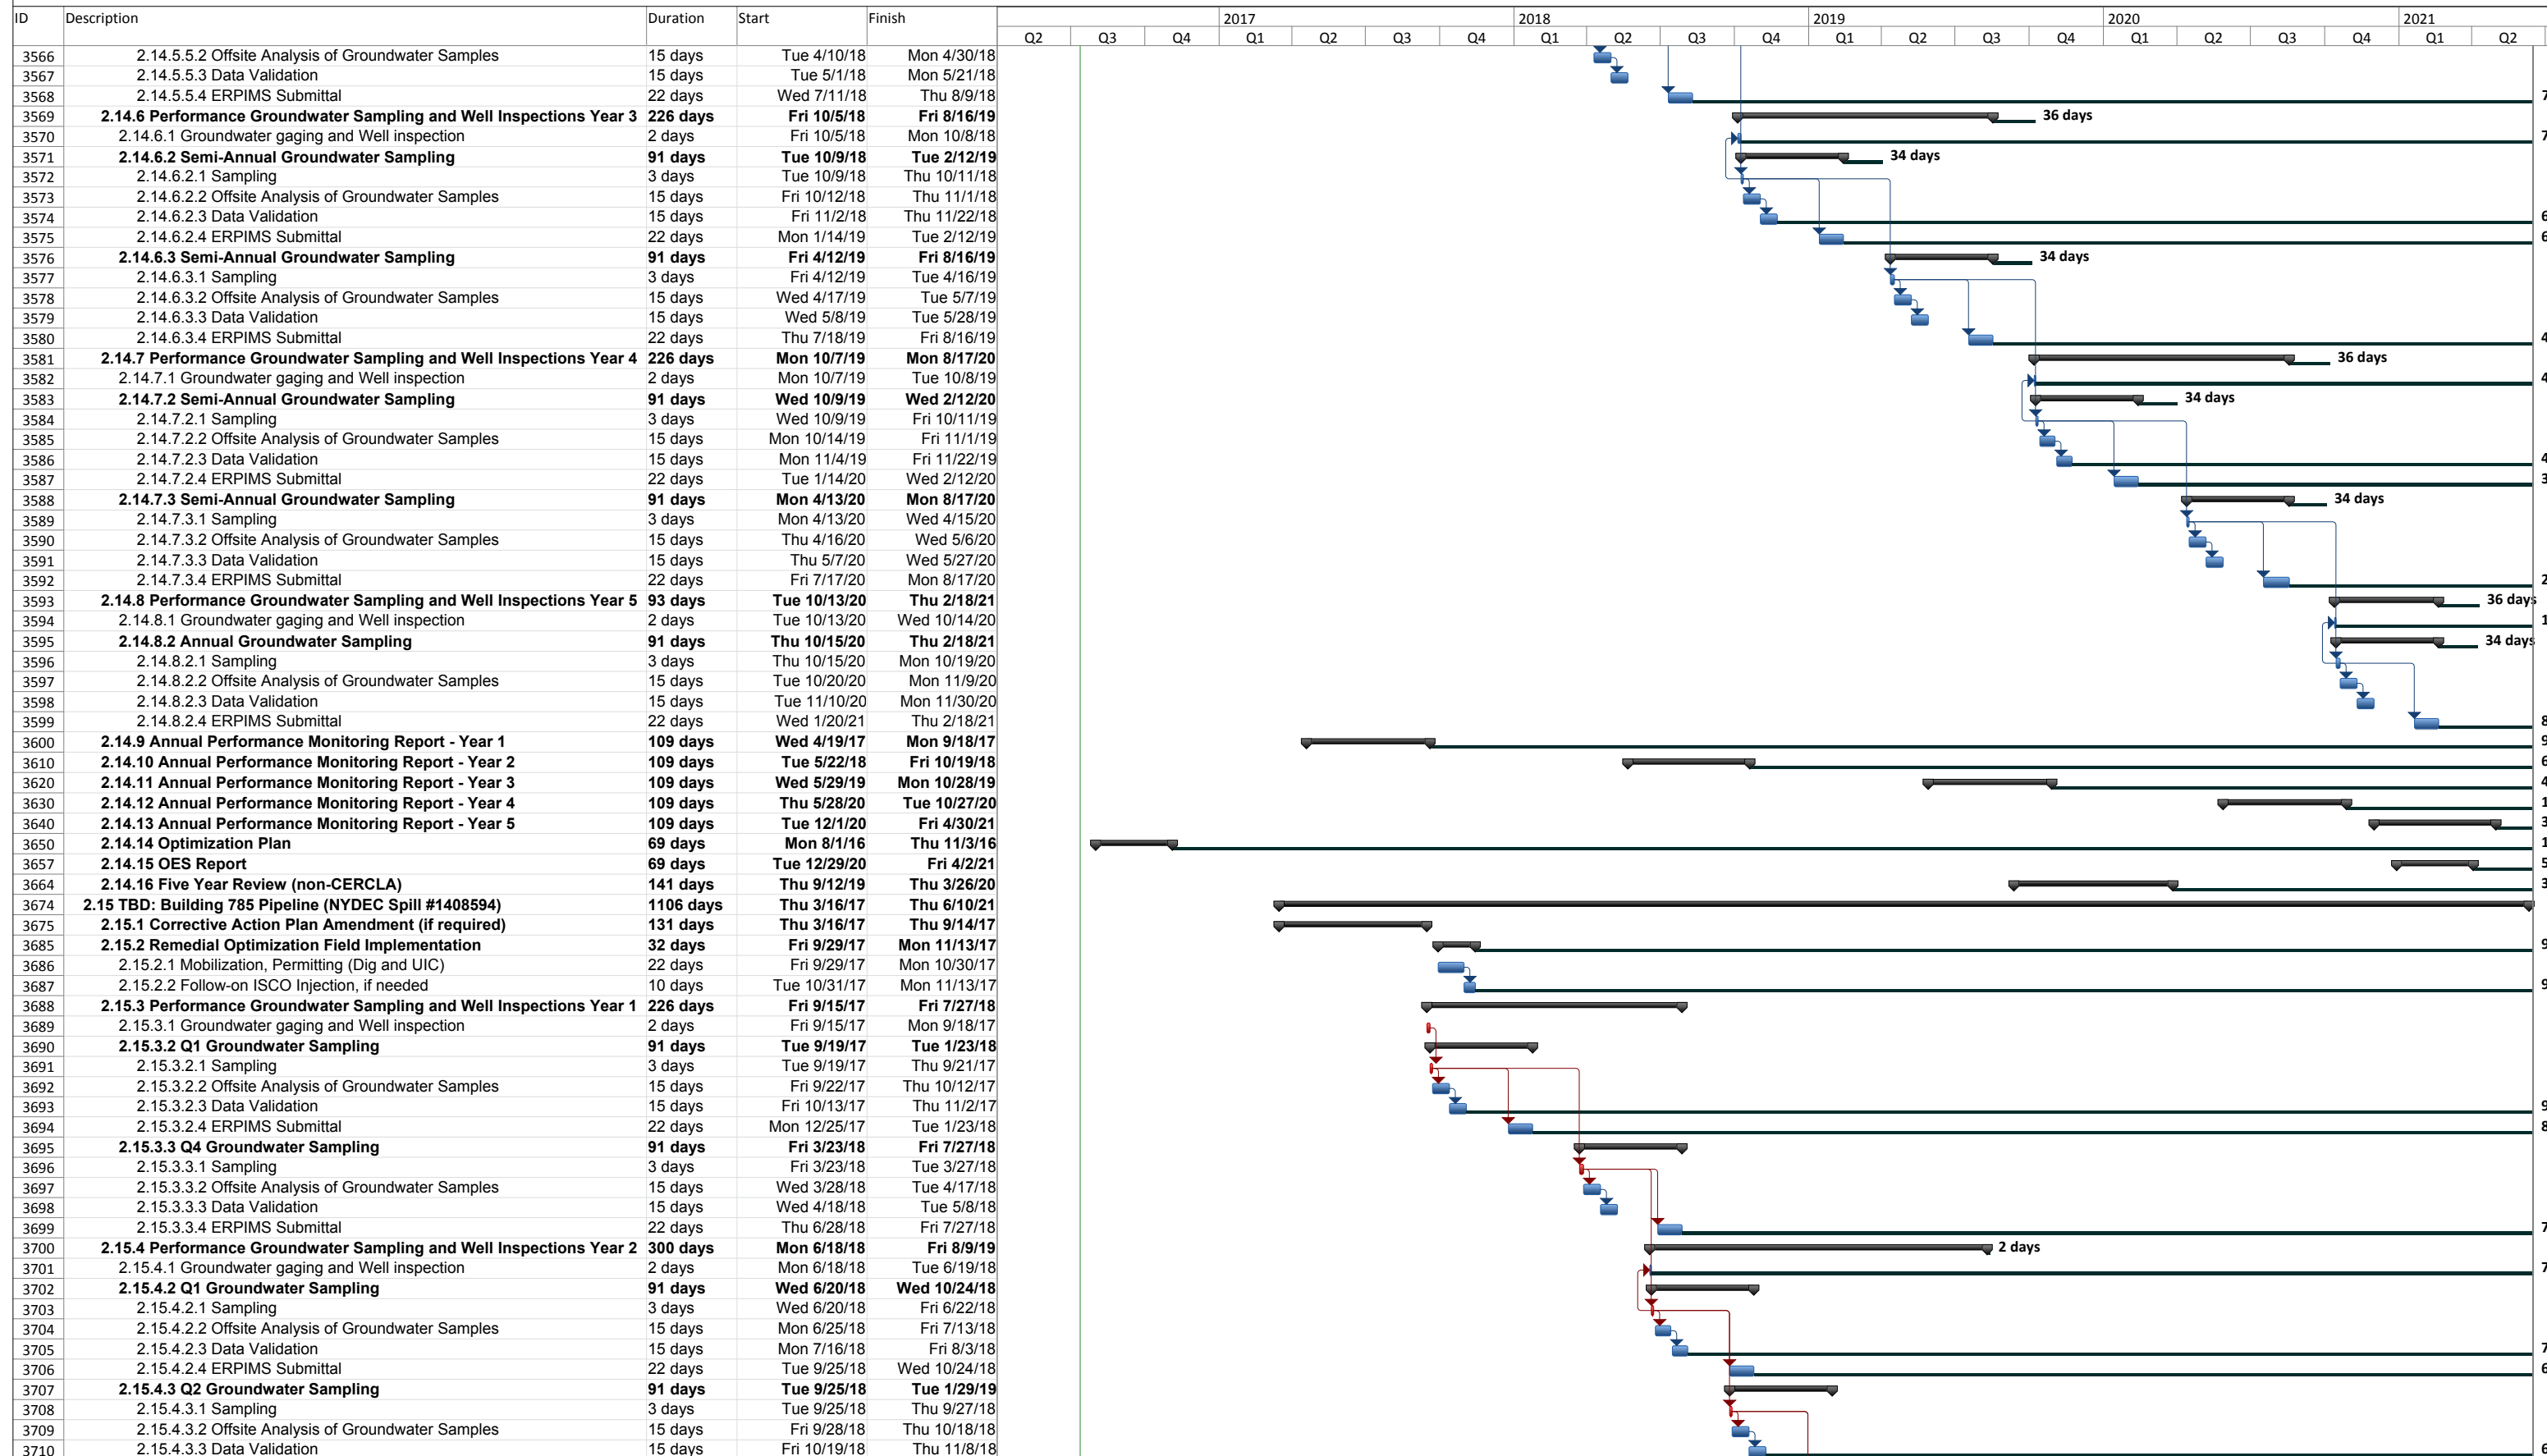 ID Description Duration Start Finish 2017 2018 2019 2020 2021
Q2 Q3 Q4 Q1 Q2 Q3 Q4 Q1 Q2 Q3 Q4 Q1 Q2 Q3 Q4 Q1 Q2 Q3 Q4 Q1 Q2
3566 2.14.5.5.2 Offsite Analysis of Groundwater Samples 15 days Tue 4/10/18 Mon 4/30/18
3567 2.14.5.5.3 Data Validation 15 days Tue 5/1/18 Mon 5/21/18
3568 2.14.5.5.4 ERPIMS Submittal 22 days Wed 7/11/18 Thu 8/9/18 7
3569 2.14.6 Performance Groundwater Sampling and Well Inspections Year 3 226 days Fri 10/5/18 Fri 8/16/19 36 days
3570 2.14.6.1 Groundwater gaging and Well inspection 2 days Fri 10/5/18 Mon 10/8/18 7
3571 2.14.6.2 Semi-Annual Groundwater Sampling 91 days Tue 10/9/18 Tue 2/12/19 34 days
3572 2.14.6.2.1 Sampling 3 days Tue 10/9/18 Thu 10/11/18
3573 2.14.6.2.2 Offsite Analysis of Groundwater Samples 15 days Fri 10/12/18 Thu 11/1/18
3574 2.14.6.2.3 Data Validation 15 days Fri 11/2/18 Thu 11/22/18 6
3575 2.14.6.2.4 ERPIMS Submittal 22 days Mon 1/14/19 Tue 2/12/19 6
3576 2.14.6.3 Semi-Annual Groundwater Sampling 91 days Fri 4/12/19 Fri 8/16/19 34 days
3577 2.14.6.3.1 Sampling 3 days Fri 4/12/19 Tue 4/16/19
3578 2.14.6.3.2 Offsite Analysis of Groundwater Samples 15 days Wed 4/17/19 Tue 5/7/19
3579 2.14.6.3.3 Data Validation 15 days Wed 5/8/19 Tue 5/28/19
3580 2.14.6.3.4 ERPIMS Submittal 22 days Thu 7/18/19 Fri 8/16/19 4
3581 2.14.7 Performance Groundwater Sampling and Well Inspections Year 4 226 days Mon 10/7/19 Mon 8/17/20 36 days
3582 2.14.7.1 Groundwater gaging and Well inspection 2 days Mon 10/7/19 Tue 10/8/19 4
3583 2.14.7.2 Semi-Annual Groundwater Sampling 91 days Wed 10/9/19 Wed 2/12/20 34 days
3584 2.14.7.2.1 Sampling 3 days Wed 10/9/19 Fri 10/11/19
3585 2.14.7.2.2 Offsite Analysis of Groundwater Samples 15 days Mon 10/14/19 Fri 11/1/19
3586 2.14.7.2.3 Data Validation 15 days Mon 11/4/19 Fri 11/22/19 4
3587 2.14.7.2.4 ERPIMS Submittal 22 days Tue 1/14/20 Wed 2/12/20 3
3588 2.14.7.3 Semi-Annual Groundwater Sampling 91 days Mon 4/13/20 Mon 8/17/20 34 days
3589 2.14.7.3.1 Sampling 3 days Mon 4/13/20 Wed 4/15/20
3590 2.14.7.3.2 Offsite Analysis of Groundwater Samples 15 days Thu 4/16/20 Wed 5/6/20
3591 2.14.7.3.3 Data Validation 15 days Thu 5/7/20 Wed 5/27/20
3592 2.14.7.3.4 ERPIMS Submittal 22 days Fri 7/17/20 Mon 8/17/20 2
3593 2.14.8 Performance Groundwater Sampling and Well Inspections Year 5 93 days Tue 10/13/20 Thu 2/18/21 36 days
3594 2.14.8.1 Groundwater gaging and Well inspection 2 days Tue 10/13/20 Wed 10/14/20 1
3595 2.14.8.2 Annual Groundwater Sampling 91 days Thu 10/15/20 Thu 2/18/21 34 days
3596 2.14.8.2.1 Sampling 3 days Thu 10/15/20 Mon 10/19/20
3597 2.14.8.2.2 Offsite Analysis of Groundwater Samples 15 days Tue 10/20/20 Mon 11/9/20
3598 2.14.8.2.3 Data Validation 15 days Tue 11/10/20 Mon 11/30/20
3599 2.14.8.2.4 ERPIMS Submittal 22 days Wed 1/20/21 Thu 2/18/21 8
3600 2.14.9 Annual Performance Monitoring Report - Year 1 109 days Wed 4/19/17 Mon 9/18/17 9
3610 2.14.10 Annual Performance Monitoring Report - Year 2 109 days Tue 5/22/18 Fri 10/19/18 6
3620 2.14.11 Annual Performance Monitoring Report - Year 3 109 days Wed 5/29/19 Mon 10/28/19 4
3630 2.14.12 Annual Performance Monitoring Report - Year 4 109 days Thu 5/28/20 Tue 10/27/20 1
3640 2.14.13 Annual Performance Monitoring Report - Year 5 109 days Tue 12/1/20 Fri 4/30/21 3
3650 2.14.14 Optimization Plan 69 days Mon 8/1/16 Thu 11/3/16 1
3657 2.14.15 OES Report 69 days Tue 12/29/20 Fri 4/2/21 5
3664 2.14.16 Five Year Review (non-CERCLA) 141 days Thu 9/12/19 Thu 3/26/20 3
3674 2.15 TBD: Building 785 Pipeline (NYDEC Spill #1408594) 1106 days Thu 3/16/17 Thu 6/10/21
3675 2.15.1 Corrective Action Plan Amendment (if required) 131 days Thu 3/16/17 Thu 9/14/17
3685 2.15.2 Remedial Optimization Field Implementation 32 days Fri 9/29/17 Mon 11/13/17 9
3686 2.15.2.1 Mobilization, Permitting (Dig and UIC) 22 days Fri 9/29/17 Mon 10/30/17
3687 2.15.2.2 Follow-on ISCO Injection, if needed 10 days Tue 10/31/17 Mon 11/13/17 9
3688 2.15.3 Performance Groundwater Sampling and Well Inspections Year 1 226 days Fri 9/15/17 Fri 7/27/18
3689 2.15.3.1 Groundwater gaging and Well inspection 2 days Fri 9/15/17 Mon 9/18/17
3690 2.15.3.2 Q1 Groundwater Sampling 91 days Tue 9/19/17 Tue 1/23/18
3691 2.15.3.2.1 Sampling 3 days Tue 9/19/17 Thu 9/21/17
3692 2.15.3.2.2 Offsite Analysis of Groundwater Samples 15 days Fri 9/22/17 Thu 10/12/17
3693 2.15.3.2.3 Data Validation 15 days Fri 10/13/17 Thu 11/2/17 9
3694 2.15.3.2.4 ERPIMS Submittal 22 days Mon 12/25/17 Tue 1/23/18 8
3695 2.15.3.3 Q4 Groundwater Sampling 91 days Fri 3/23/18 Fri 7/27/18
3696 2.15.3.3.1 Sampling 3 days Fri 3/23/18 Tue 3/27/18
3697 2.15.3.3.2 Offsite Analysis of Groundwater Samples 15 days Wed 3/28/18 Tue 4/17/18
3698 2.15.3.3.3 Data Validation 15 days Wed 4/18/18 Tue 5/8/18
3699 2.15.3.3.4 ERPIMS Submittal 22 days Thu 6/28/18 Fri 7/27/18 7
3700 2.15.4 Performance Groundwater Sampling and Well Inspections Year 2 300 days Mon 6/18/18 Fri 8/9/19 2 days
3701 2.15.4.1 Groundwater gaging and Well inspection 2 days Mon 6/18/18 Tue 6/19/18 7
3702 2.15.4.2 Q1 Groundwater Sampling 91 days Wed 6/20/18 Wed 10/24/18
3703 2.15.4.2.1 Sampling 3 days Wed 6/20/18 Fri 6/22/18
3704 2.15.4.2.2 Offsite Analysis of Groundwater Samples 15 days Mon 6/25/18 Fri 7/13/18
3705 2.15.4.2.3 Data Validation 15 days Mon 7/16/18 Fri 8/3/18 7
3706 2.15.4.2.4 ERPIMS Submittal 22 days Tue 9/25/18 Wed 10/24/18 6
3707 2.15.4.3 Q2 Groundwater Sampling 91 days Tue 9/25/18 Tue 1/29/19
3708 2.15.4.3.1 Sampling 3 days Tue 9/25/18 Thu 9/27/18
3709 2.15.4.3.2 Offsite Analysis of Groundwater Samples 15 days Fri 9/28/18 Thu 10/18/18
3710 2.15.4.3.3 Data Validation 15 days Fri 10/19/18 Thu 11/8/18 6